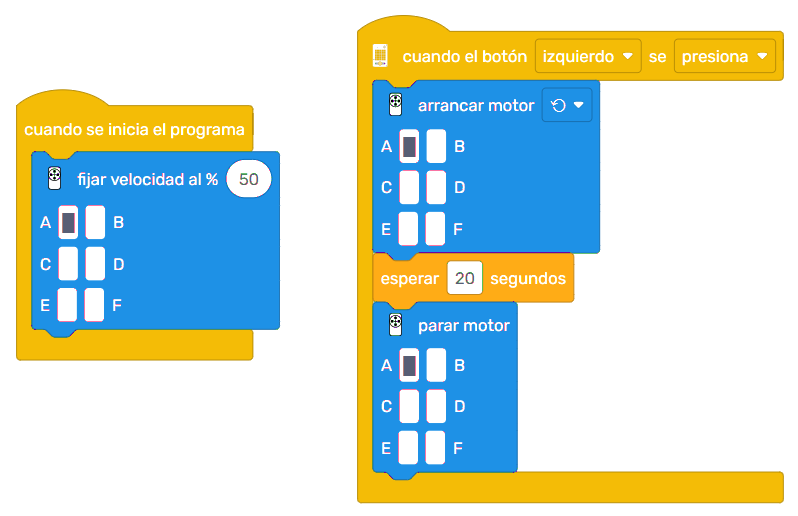 cuando se inicia el programa
fijar velocidad al % 50
A B
C D
E F
cuando el botón izquierdo se presiona
arrancar motor
A B
C D
E F
esperar 20 segundos
parar motor
A B
C D
E F